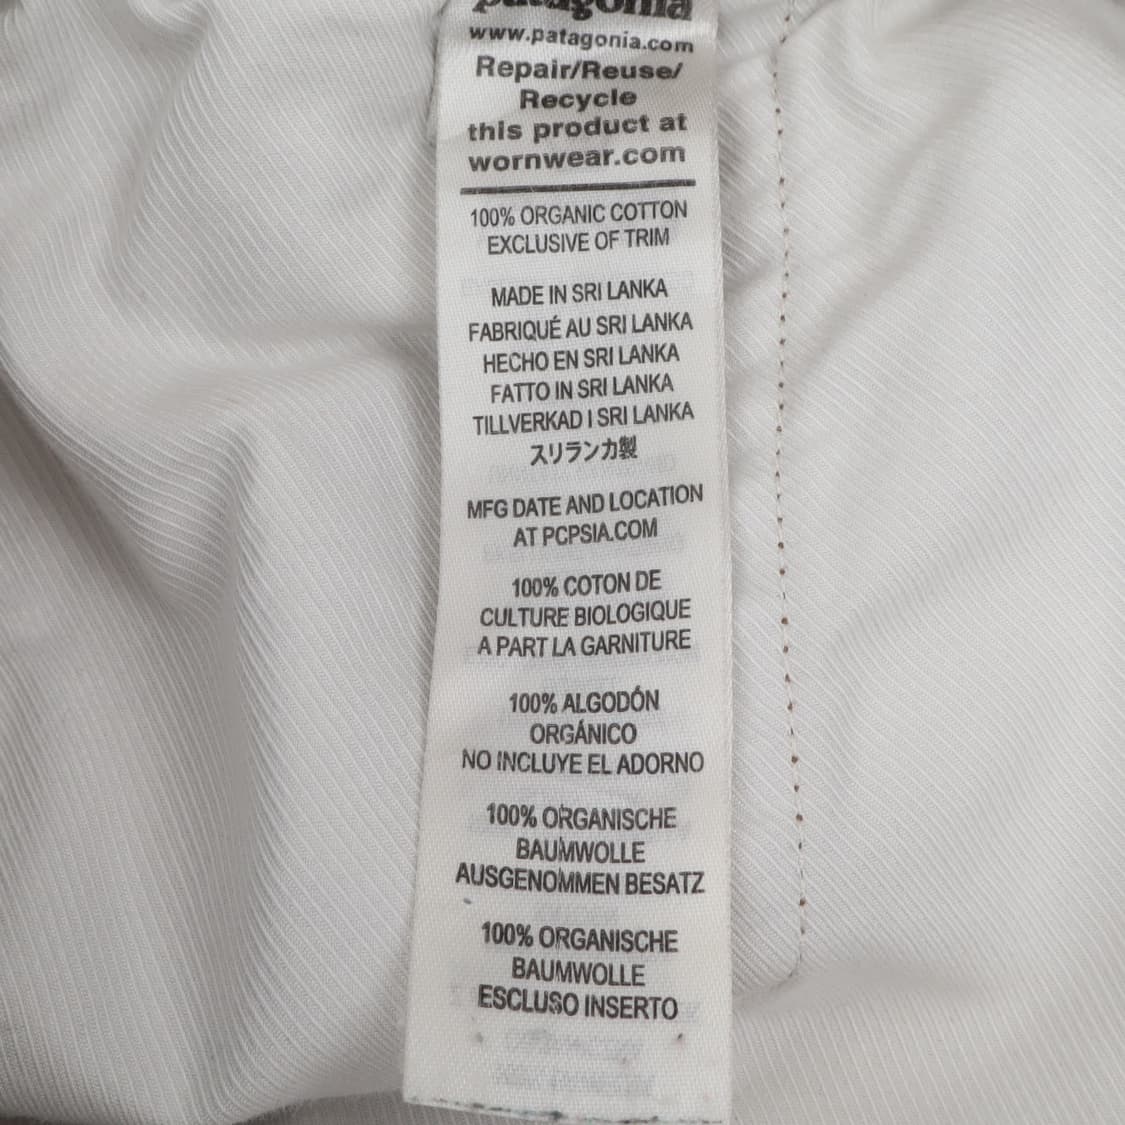 patagonia
www.patagonia.com
Repair/Reuse/
Recycle
this product at
wornwear.com
100% ORGANIC COTTON
EXCLUSIVE OF TRIM
MADE IN SRI LANKA
FABRIQUÉ AU SRI LANKA
HECHO EN SRI LANKA
FATTO IN SRI LANKA
TILLVERKAD I SRI LANKA
スリランカ製
MFG DATE AND LOCATION
AT PCPSIA.COM
100% COTON DE
CULTURE BIOLOGIQUE
A PART LA GARNITURE
100% ALGODÓN
ORGÁNICO
NO INCLUYE EL ADORNO
100% ORGANISCHE
BAUMWOLLE
AUSGENOMMEN BESATZ
100% ORGANISCHE
BAUMWOLLE
ESCLUSO INSERTO